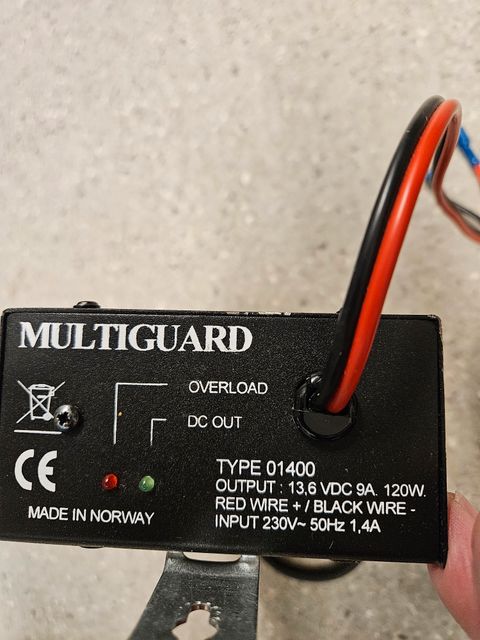 MULTIGUARD
OVERLOAD
DC OUT
CE
MADE IN NORWAY
TYPE 01400
OUTPUT : 13,6 VDC 9A. 120W.
RED WIRE + / BLACK WIRE -
INPUT 230V~ 50Hz 1,4A